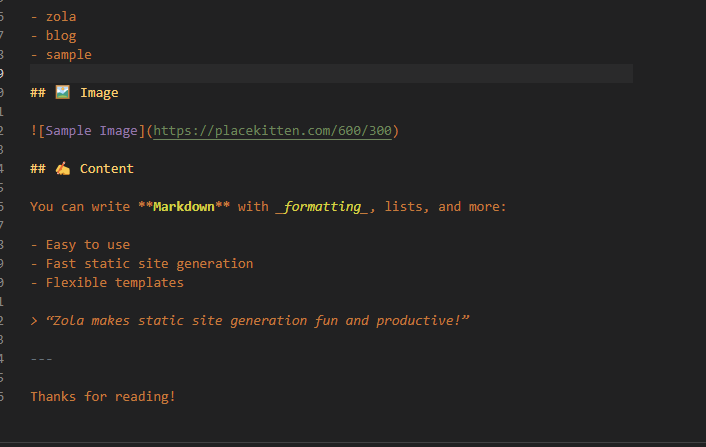 - zola
- blog
- sample
## 🖼️ Image
![Sample Image](https://placekitten.com/600/300)
## ✍️ Content
You can write **Markdown** with _formatting_, lists, and more:
- Easy to use
- Fast static site generation
- Flexible templates
> “Zola makes static site generation fun and productive!”
---
Thanks for reading!